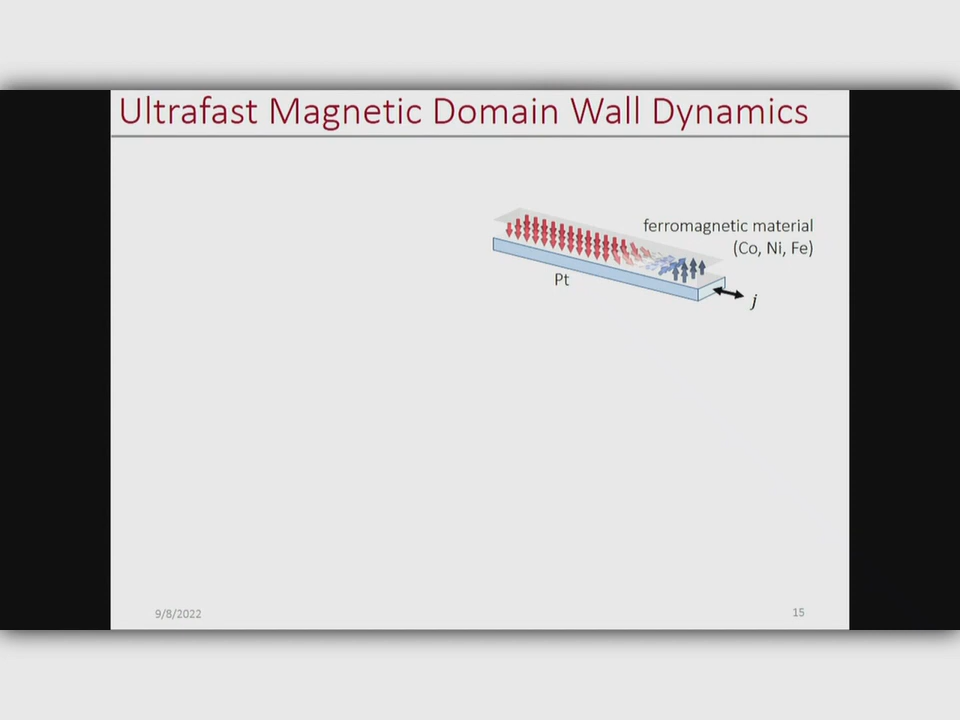 Ultrafast Magnetic Domain Wall Dynamics
ferromagnetic material
(Co, Ni, Fe)
Pt
j
9/8/2022
15